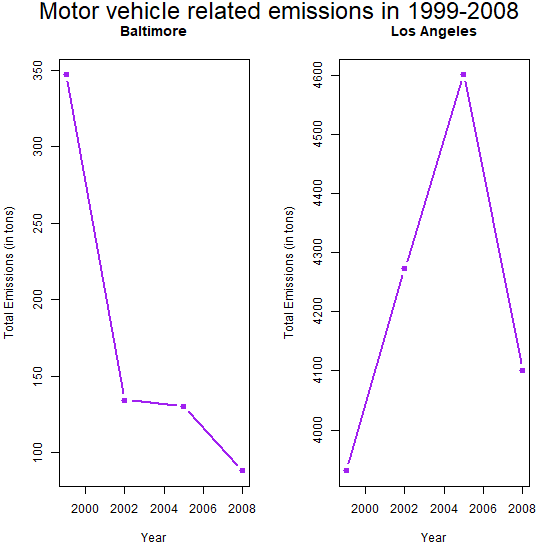 Motor vehicle related emissions in 1999-2008
Baltimore
Total Emissions (in tons)
350
300
250
200
150
100
2000 2002 2004 2006 2008
Year
Los Angeles
Total Emissions (in tons)
4600
4500
4400
4300
4200
4100
4000
2000 2002 2004 2006 2008
Year